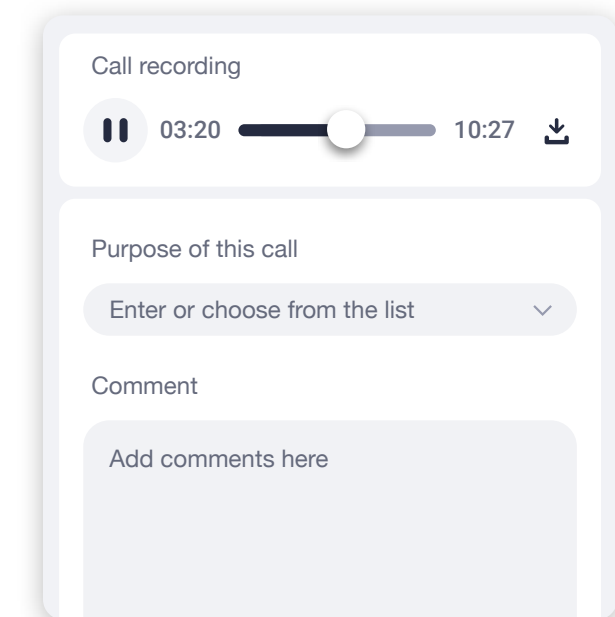 Call recording
03:20 10:27
Purpose of this call
Enter or choose from the list
Comment
Add comments here